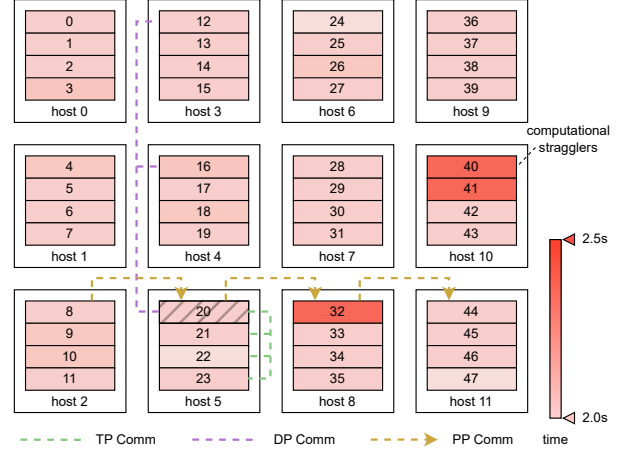 0
1
2
3
host 0
12
13
14
15
host 3
24
25
26
27
host 6
36
37
38
39
host 9
computational
stragglers
4
5
6
7
host 1
16
17
18
19
host 4
28
29
30
31
host 7
40
41
42
43
host 10
2.5s
8
9
10
11
host 2
20
21
22
23
host 5
32
33
34
35
host 8
44
45
46
47
host 11
2.0s
TP Comm
DP Comm
PP Comm
time